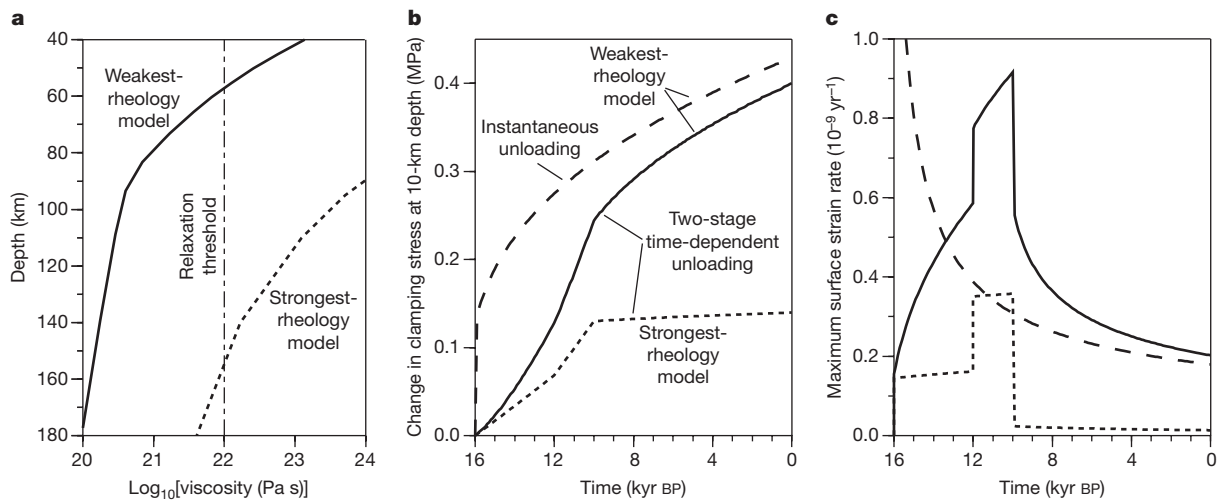 a
40
60
80
100
120
140
160
180
Depth (km)
20
21
22
23
24
Log10[viscosity (Pa s)]
Weakest-
rheology
model
Relaxation
threshold
Strongest-
rheology
model
b
0.4
0.3
0.2
0.1
0.0
Change in clamping stress at 10-km depth (MPa)
16
12
8
4
0
Time (kyr BP)
Weakest-
rheology
model
Instantaneous
unloading
Two-stage
time-dependent
unloading
Strongest-
rheology
model
c
1.0
0.8
0.6
0.4
0.2
0.0
Maximum surface strain rate (10⁻⁹ yr⁻¹)
16
12
8
4
0
Time (kyr BP)